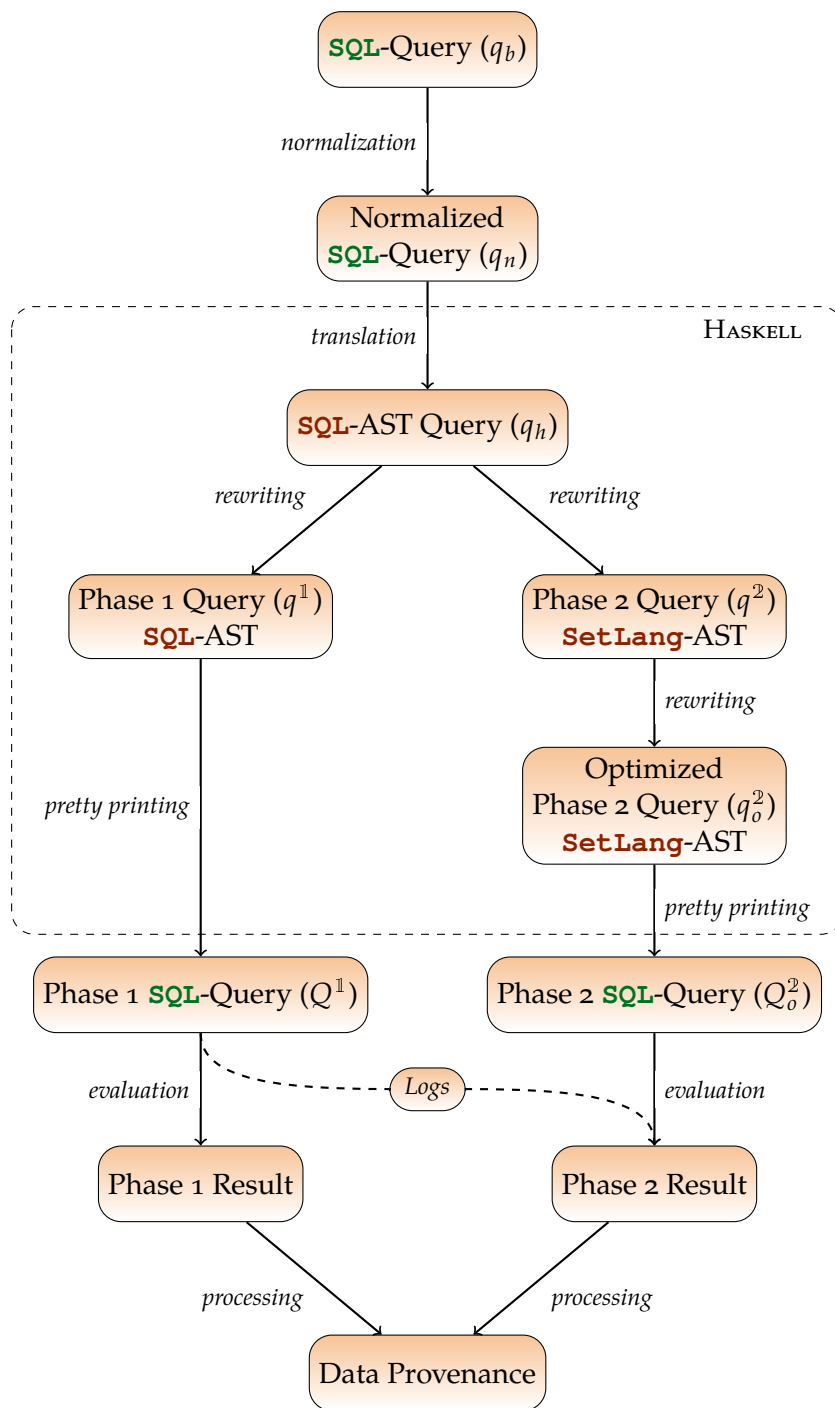 SQL-Query (q_b)
normalization
Normalized
SQL-Query (q_n)
translation
HASKELL
SQL-AST Query (q_h)
rewriting
rewriting
Phase 1 Query (q^𝟙)
SQL-AST
Phase 2 Query (q^𝟚)
SetLang-AST
rewriting
Optimized
Phase 2 Query (q_o^𝟚)
SetLang-AST
pretty printing
pretty printing
Phase 1 SQL-Query (Q^𝟙)
Phase 2 SQL-Query (Q_o^𝟚)
evaluation
Logs
evaluation
Phase 1 Result
Phase 2 Result
processing
processing
Data Provenance